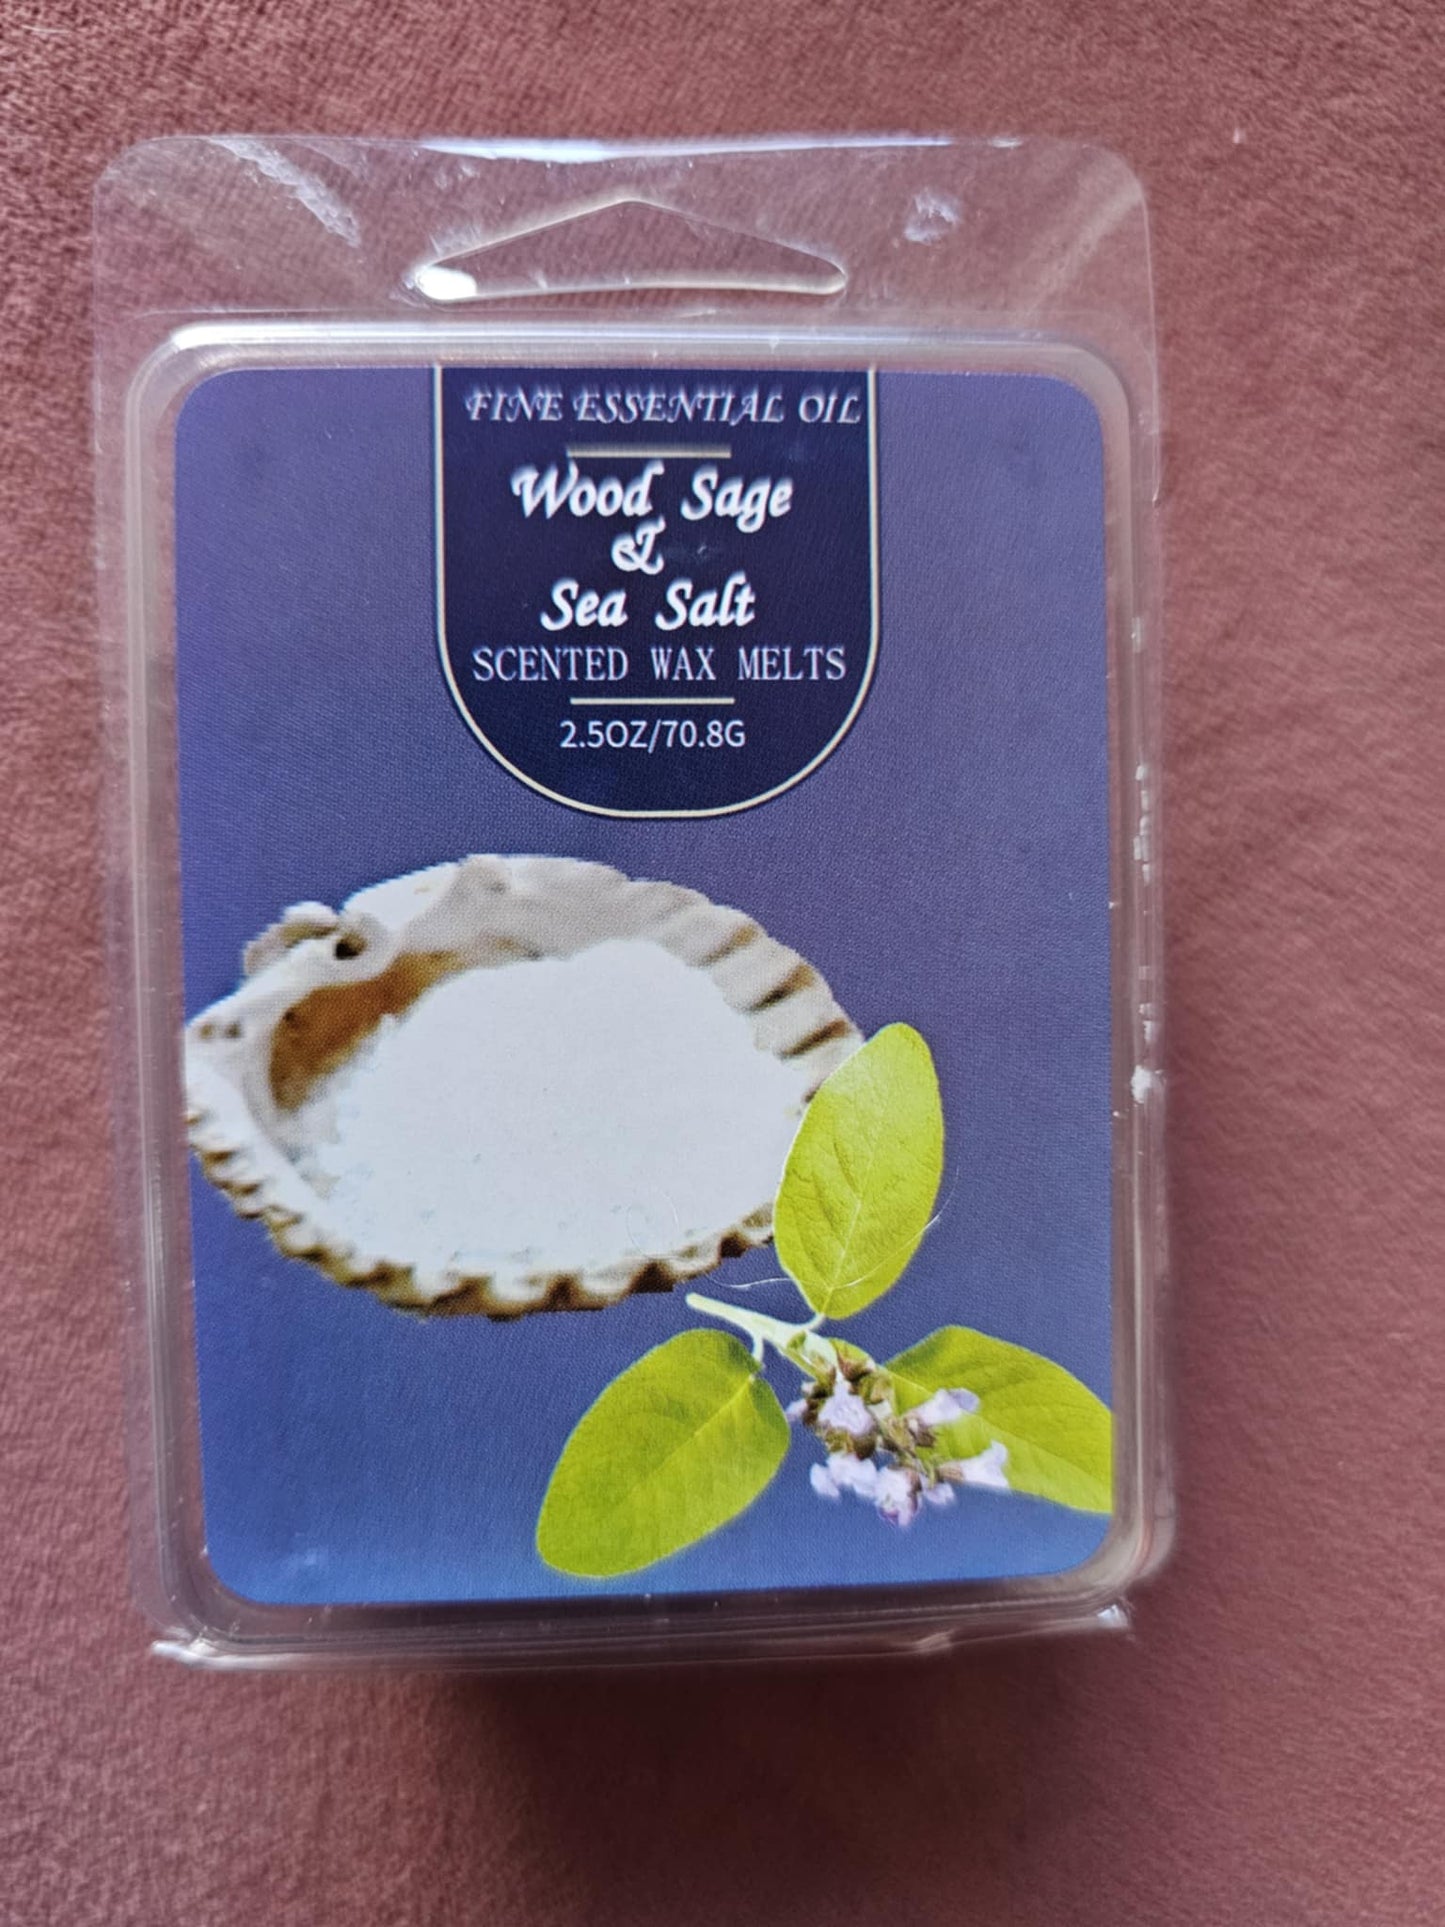 FINE ESSENTIAL OIL
Wood Sage
&
Sea Salt
SCENTED WAX MELTS
2.5OZ/70.8G